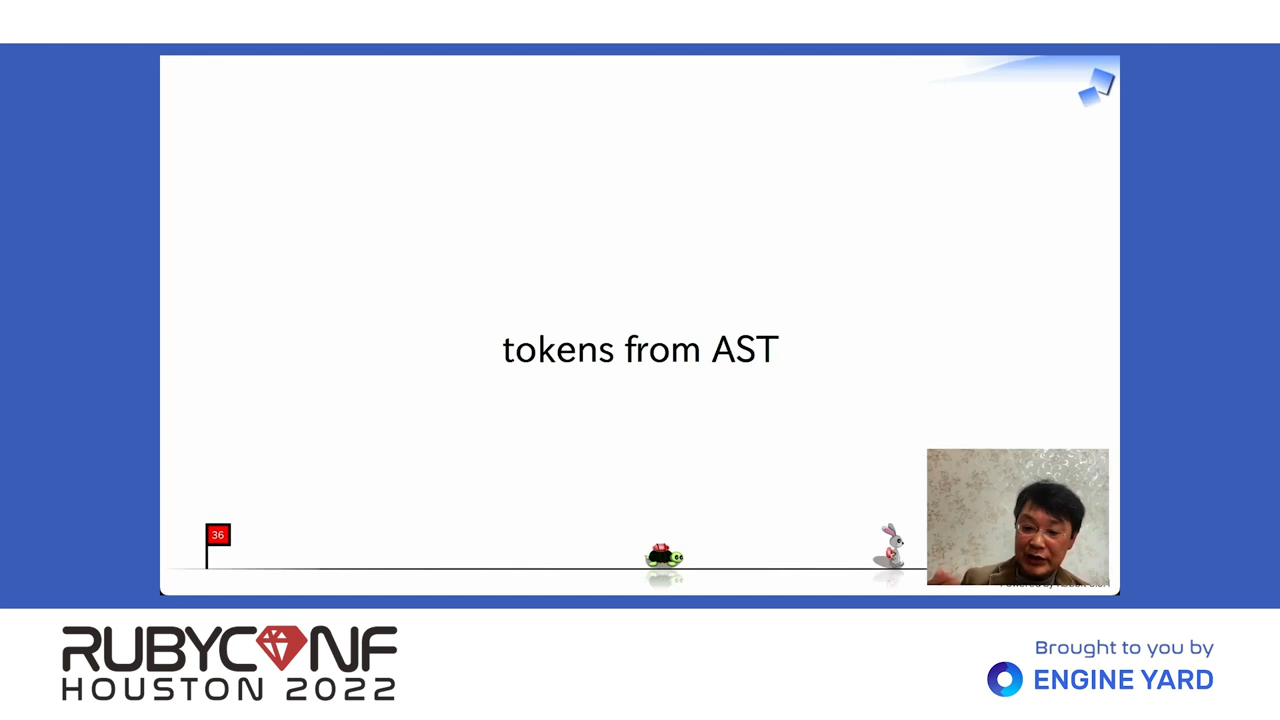 tokens from AST
36
RUBYCONF
HOUSTON 2022
Brought to you by
ENGINE YARD